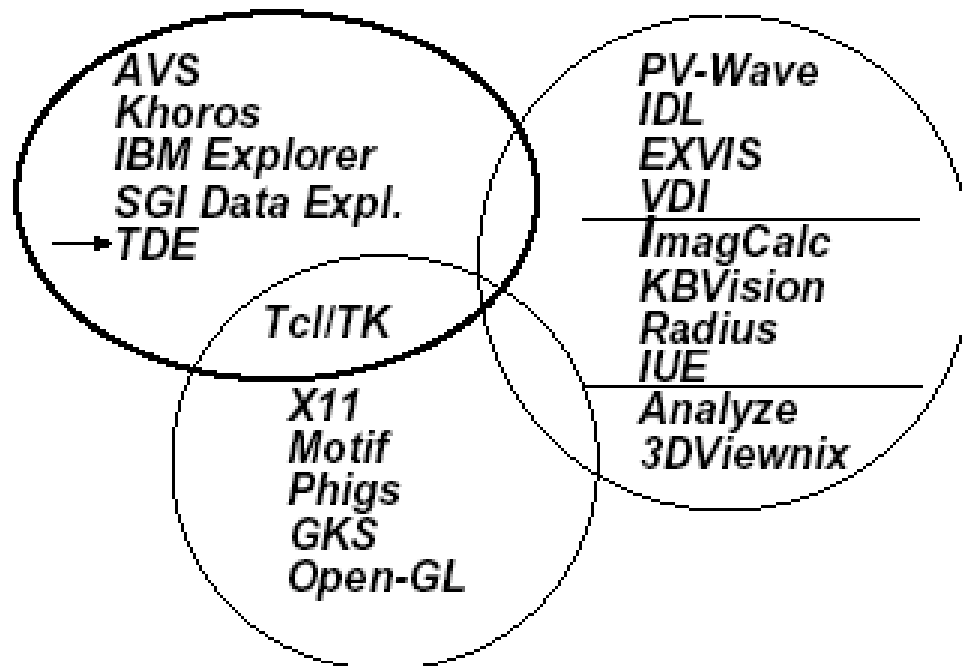 AVS
Khoros
IBM Explorer
SGI Data Expl.
TDE
Tcl/TK
X11
Motif
Phigs
GKS
Open-GL
PV-Wave
IDL
EXVIS
VDI
ImagCalc
KBVision
Radius
IUE
Analyze
3DViewnix